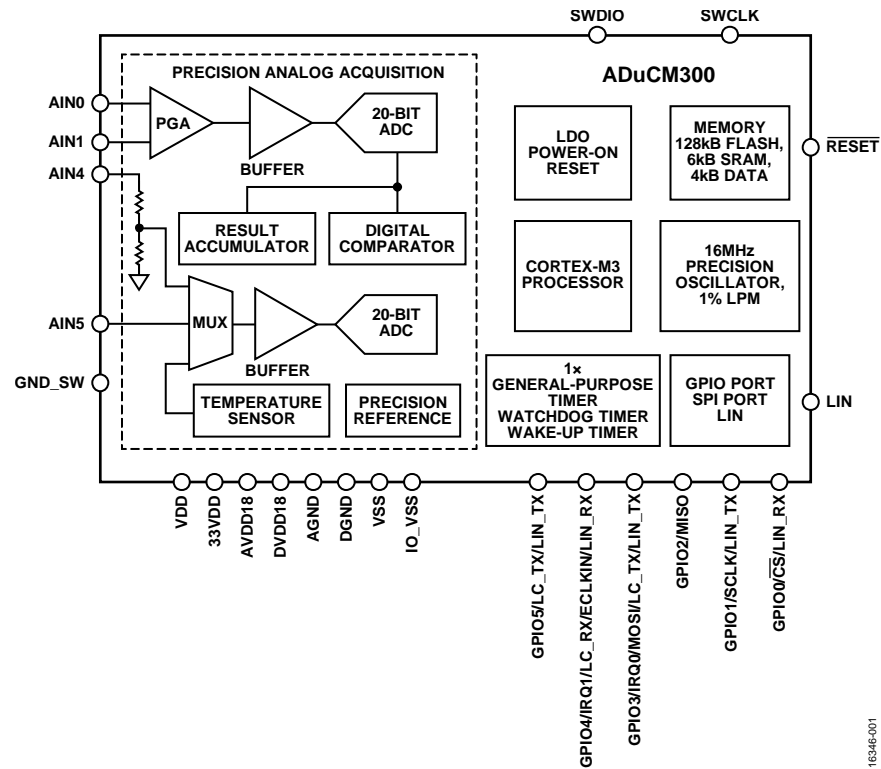 SWDIO
SWCLK
PRECISION ANALOG ACQUISITION
ADuCM300
AIN0
AIN1
AIN4
AIN5
GND_SW
PGA
BUFFER
20-BIT
ADC
RESULT
ACCUMULATOR
DIGITAL
COMPARATOR
MUX
BUFFER
20-BIT
ADC
TEMPERATURE
SENSOR
PRECISION
REFERENCE
LDO
POWER-ON
RESET
MEMORY
128kB FLASH,
6kB SRAM,
4kB DATA
RESET
CORTEX-M3
PROCESSOR
16MHz
PRECISION
OSCILLATOR,
1% LPM
1×
GENERAL-PURPOSE
TIMER
WATCHDOG TIMER
WAKE-UP TIMER
GPIO PORT
SPI PORT
LIN
LIN
VDD
33VDD
AVDD18
DVDD18
AGND
DGND
VSS
IO_VSS
GPIO5/LC_TX/LIN_TX
GPIO4/IRQ1/LC_RX/ECLKIN/LIN_RX
GPIO3/IRQ0/MOSI/LC_TX/LIN_TX
GPIO2/MISO
GPIO1/SCLK/LIN_TX
GPIO0/CS/LIN_RX
16346-001